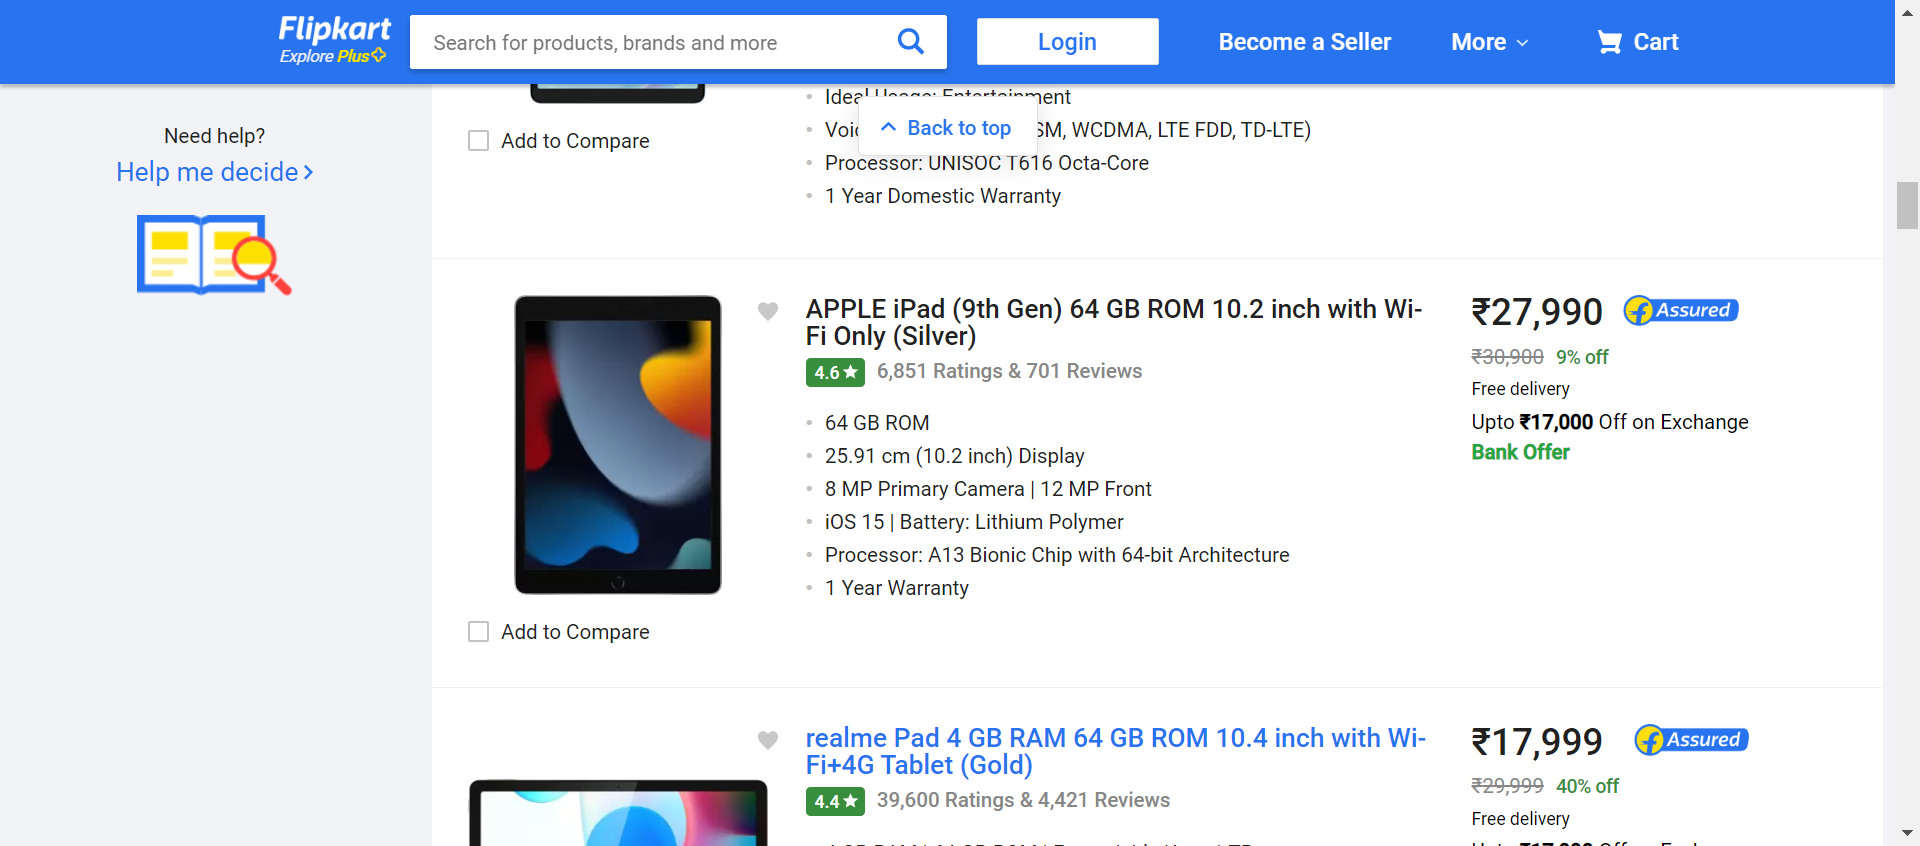 Flipkart
Explore Plus
Search for products, brands and more
Login
Become a Seller
More
Cart
Need help?
Help me decide
Ideal Usage: Entertainment
Back to top
SM, WCDMA, LTE FDD, TD-LTE)
Processor: UNISOC T616 Octa-Core
1 Year Domestic Warranty
Add to Compare
APPLE iPad (9th Gen) 64 GB ROM 10.2 inch with Wi-
Fi Only (Silver)
4.6 6,851 Ratings & 701 Reviews
64 GB ROM
25.91 cm (10.2 inch) Display
8 MP Primary Camera | 12 MP Front
iOS 15 | Battery: Lithium Polymer
Processor: A13 Bionic Chip with 64-bit Architecture
1 Year Warranty
₹27,990 Assured
₹30,900 9% off
Free delivery
Upto ₹17,000 Off on Exchange
Bank Offer
Add to Compare
realme Pad 4 GB RAM 64 GB ROM 10.4 inch with Wi-
Fi+4G Tablet (Gold)
4.4 39,600 Ratings & 4,421 Reviews
₹17,999 Assured
₹29,999 40% off
Free delivery